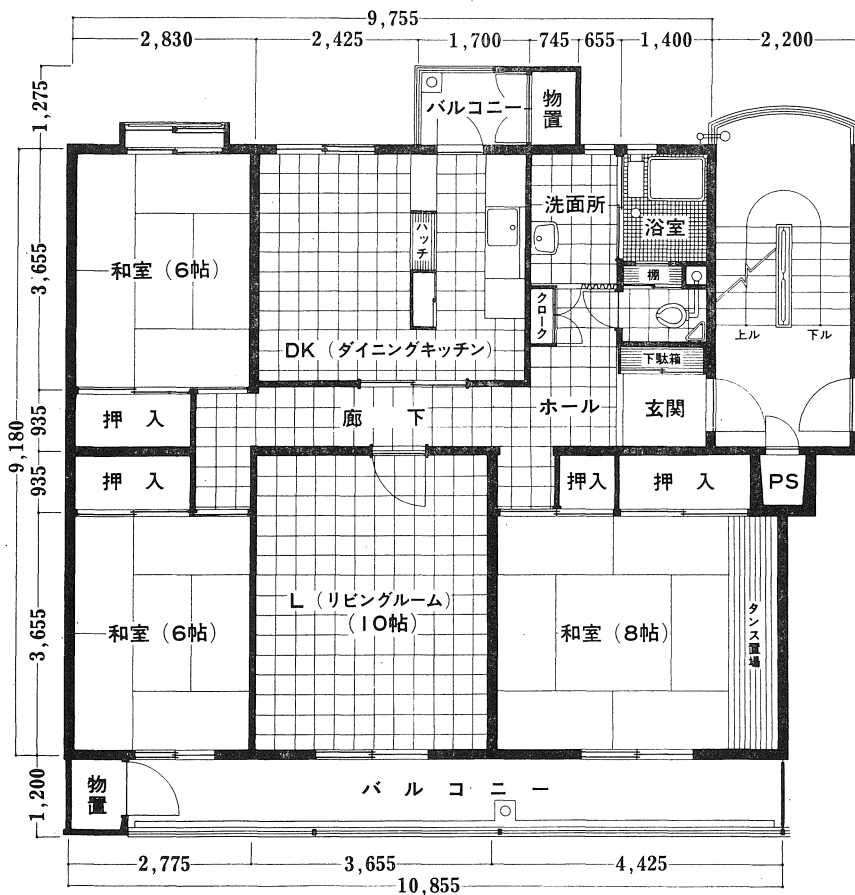 9,755
2,830
2,425
1,700
745
655
1,400
2,200
1,275
バルコニー
物置
3,655
和室(6帖)
ハッチ
洗面所
浴室
棚
クローク
DK(ダイニングキッチン)
上ル
下ル
下駄箱
9,180
935
押 入
廊 下
ホール
玄関
935
押 入
押入
押 入
PS
3,655
和室(6帖)
L(リビングルーム)
(10帖)
和室(8帖)
タンス置場
1,200
物置
バ ル コ ニ ー
2,775
3,655
4,425
10,855